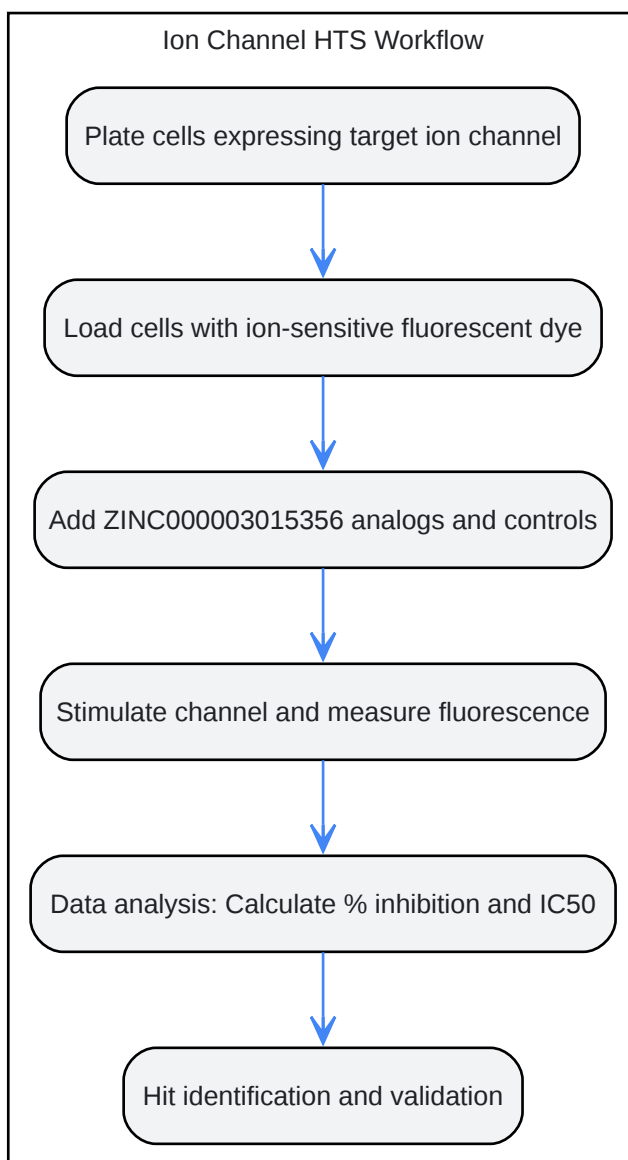 Ion Channel HTS Workflow
Plate cells expressing target ion channel
Load cells with ion-sensitive fluorescent dye
Add ZINC000003015356 analogs and controls
Stimulate channel and measure fluorescence
Data analysis: Calculate % inhibition and IC50
Hit identification and validation